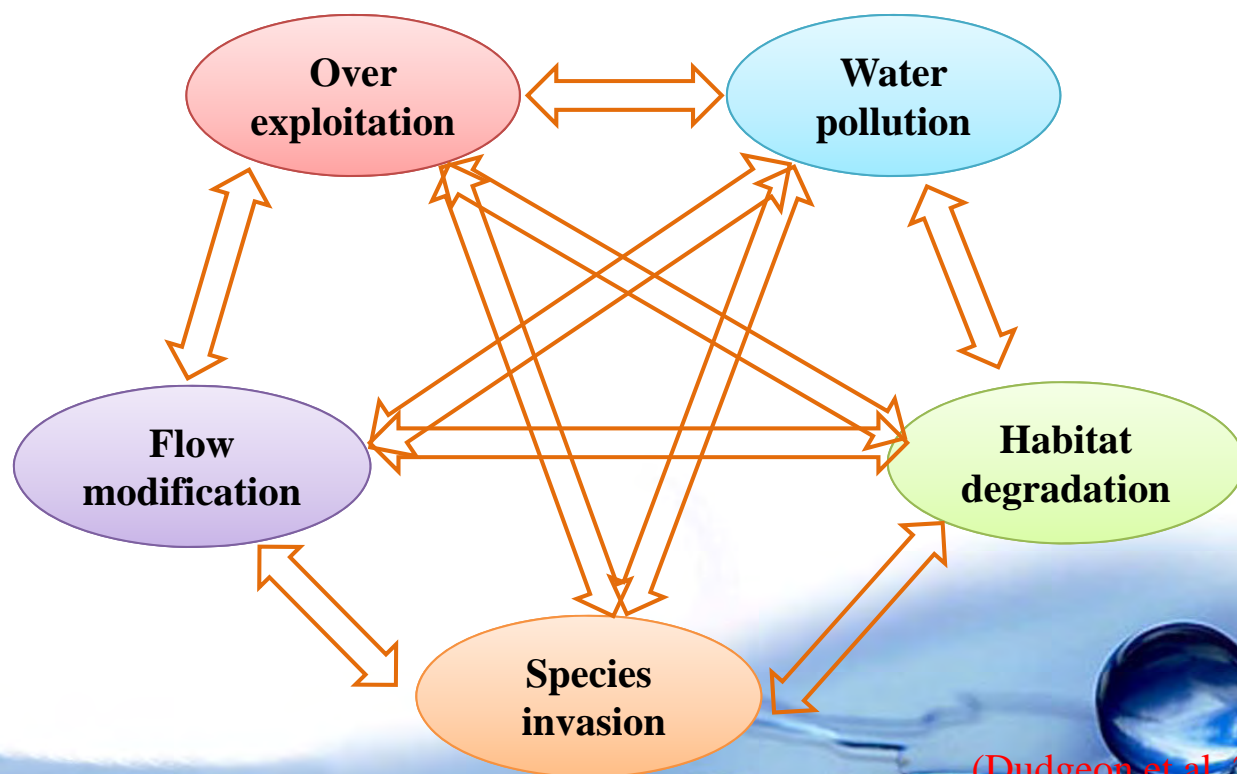 Over
exploitation
Water
pollution
Flow
modification
Habitat
degradation
Species
invasion
(Dudgeon et al.